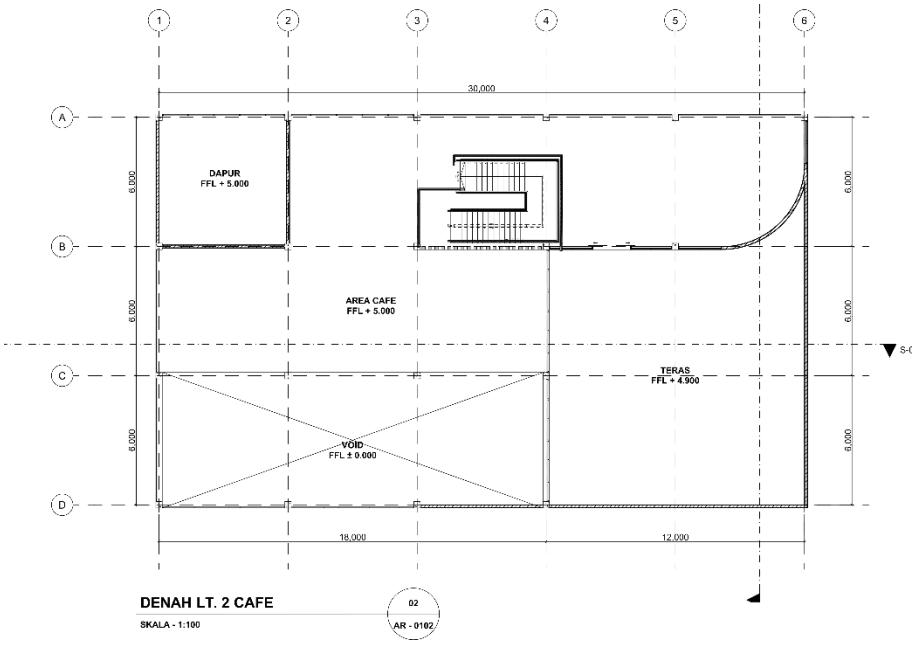 1
2
3
4
5
6
30,000
A
DAPUR
FFL + 5.000
6.000
6.000
B
AREA CAFE
FFL + 5.000
6.000
6.000
S-0
C
TERAS
FFL + 4.900
6.000
6.000
VOID
FFL ± 0.000
D
18,000
12,000
DENAH LT. 2 CAFE
02
SKALA - 1:100
AR - 0102